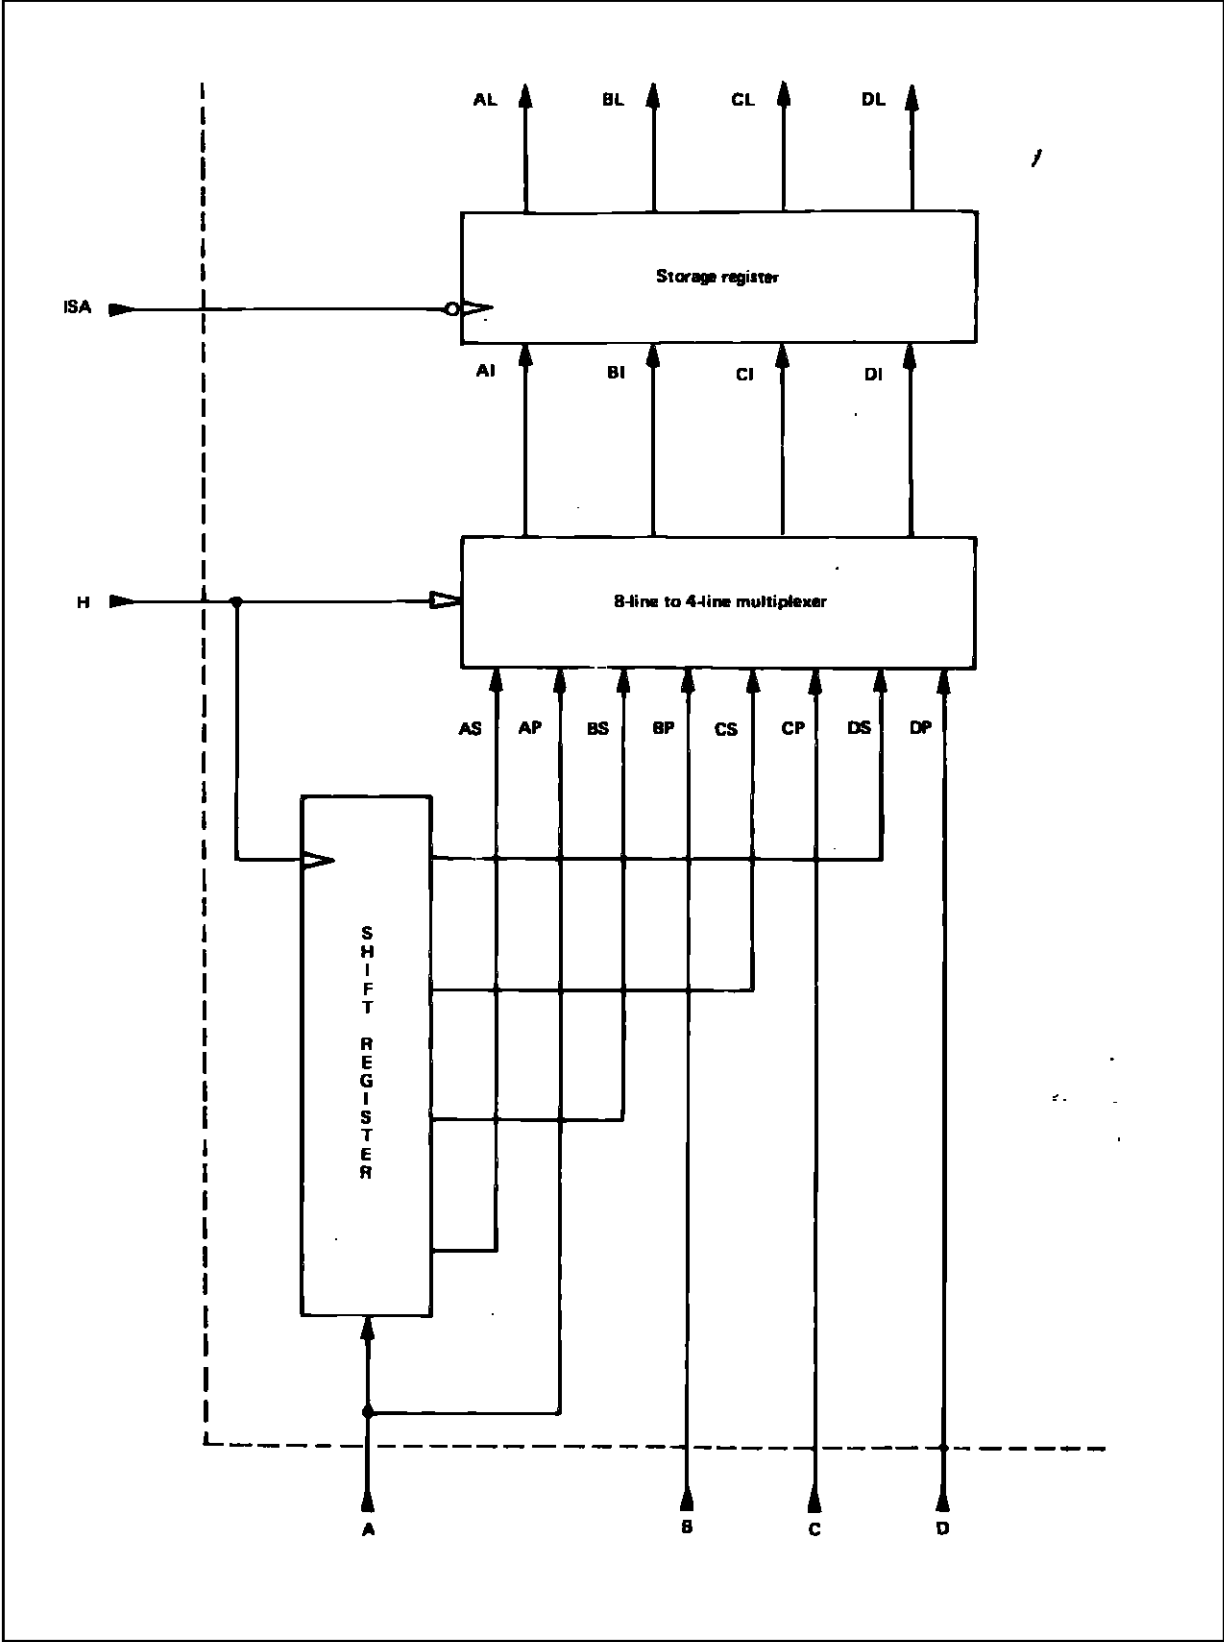 AL BL CL DL
Storage register
ISA
AI BI CI DI
H
8-line to 4-line multiplexer
AS AP BS BP CS CP DS DP
SHIFT REGISTER
A B C D